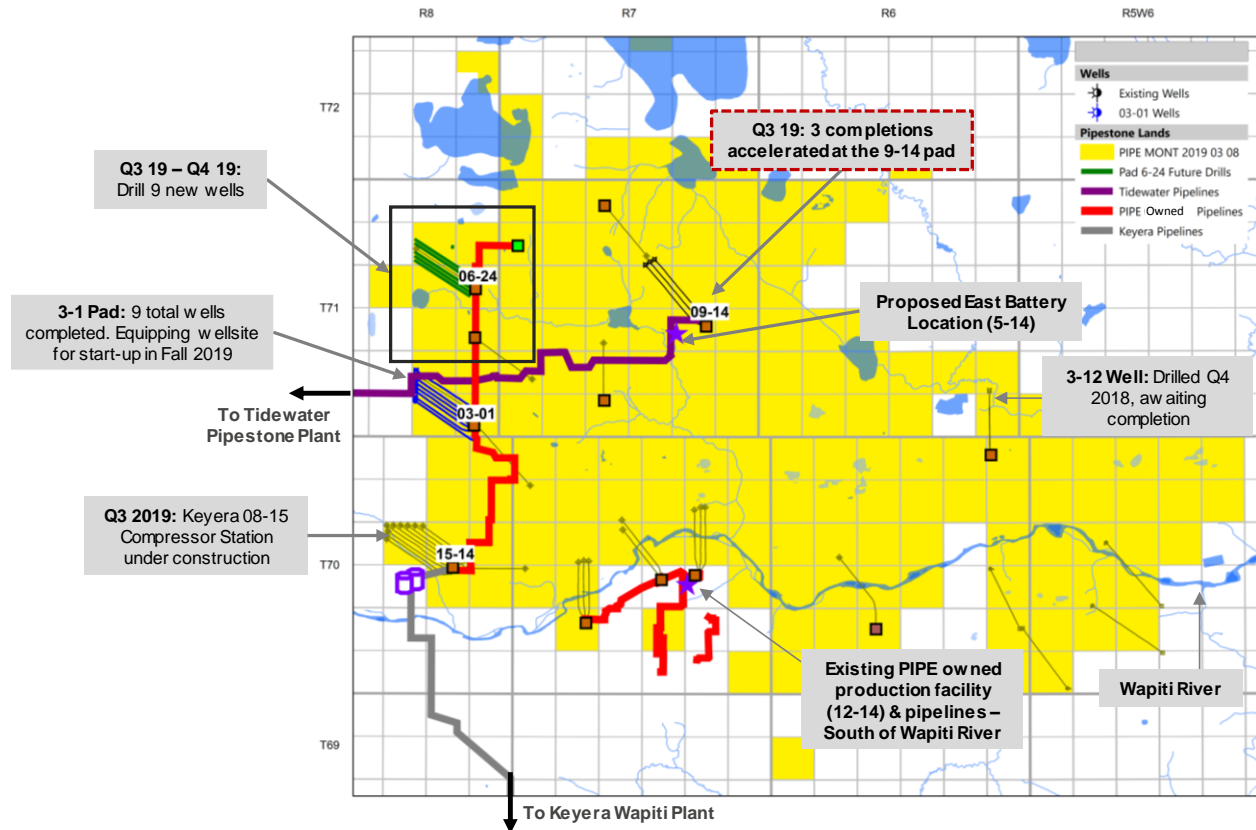 R8
R7
R6
R5W6
T72
T71
T70
T69
Wells
Existing Wells
03-01 Wells
Pipestone Lands
PIPE MONT 2019 03 08
Pad 6-24 Future Drills
Tidewater Pipelines
PIPE Owned Pipelines
Keyera Pipelines
Q3 19: 3 completions
accelerated at the 9-14 pad
Q3 19 – Q4 19:
Drill 9 new wells
06-24
3-1 Pad: 9 total wells
completed. Equipping wellsite
for start-up in Fall 2019
09-14
Proposed East Battery
Location (5-14)
3-12 Well: Drilled Q4
2018, awaiting
completion
To Tidewater
Pipestone Plant
03-01
Q3 2019: Keyera 08-15
Compressor Station
under construction
15-14
Existing PIPE owned
production facility
(12-14) & pipelines –
South of Wapiti River
Wapiti River
To Keyera Wapiti Plant